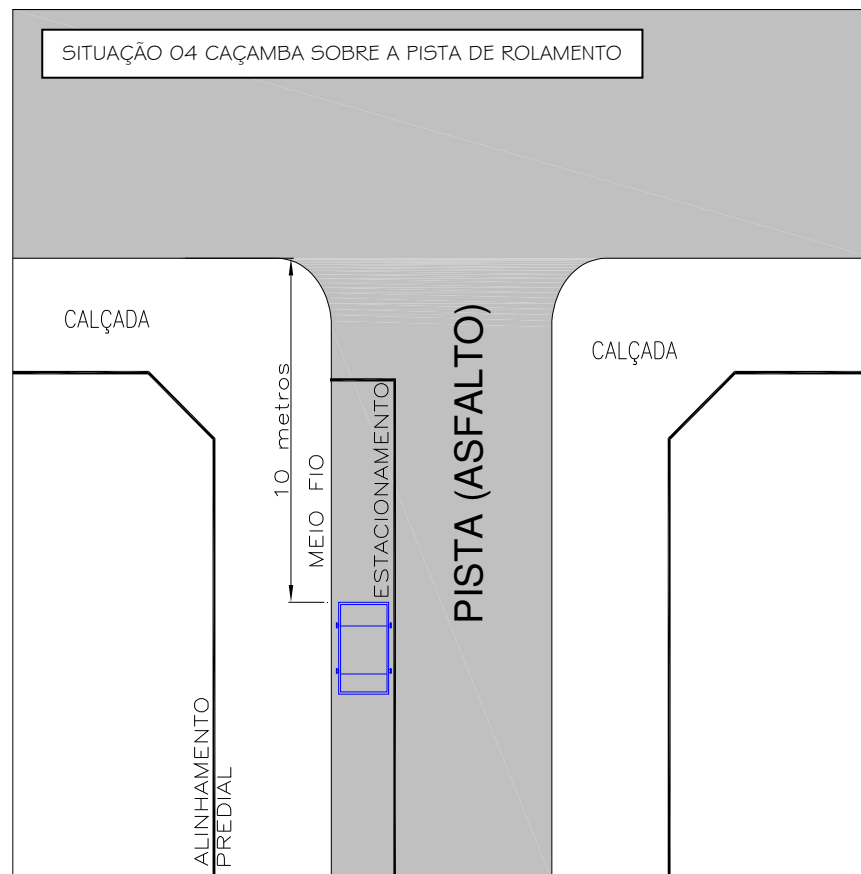 SITUAÇÃO 04 CAÇAMBA SOBRE A PISTA DE ROLAMENTO
CALÇADA
CALÇADA
10 metros
MEIO FIO
ESTACIONAMENTO
PISTA (ASFALTO)
ALINHAMENTO
PREDIAL